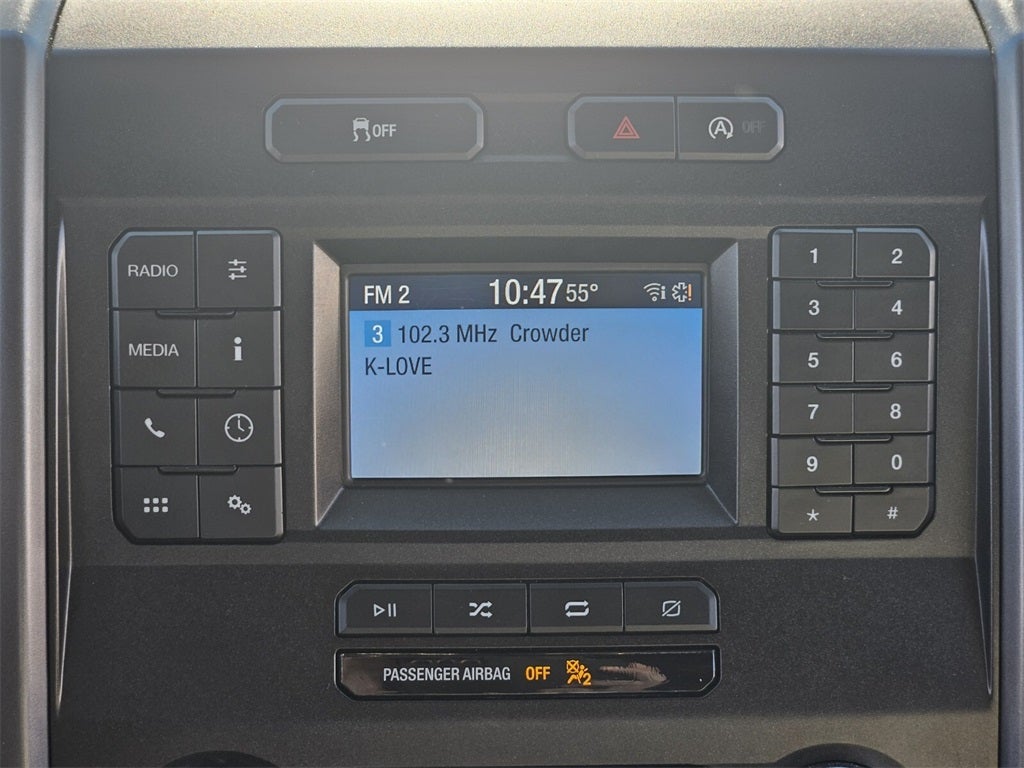 OFF
OFF
RADIO
MEDIA
i
FM 2 10:47 55°
3 102.3 MHz Crowder
K-LOVE
1 2
3 4
5 6
7 8
9 0
* #
PASSENGER AIRBAG OFF 2